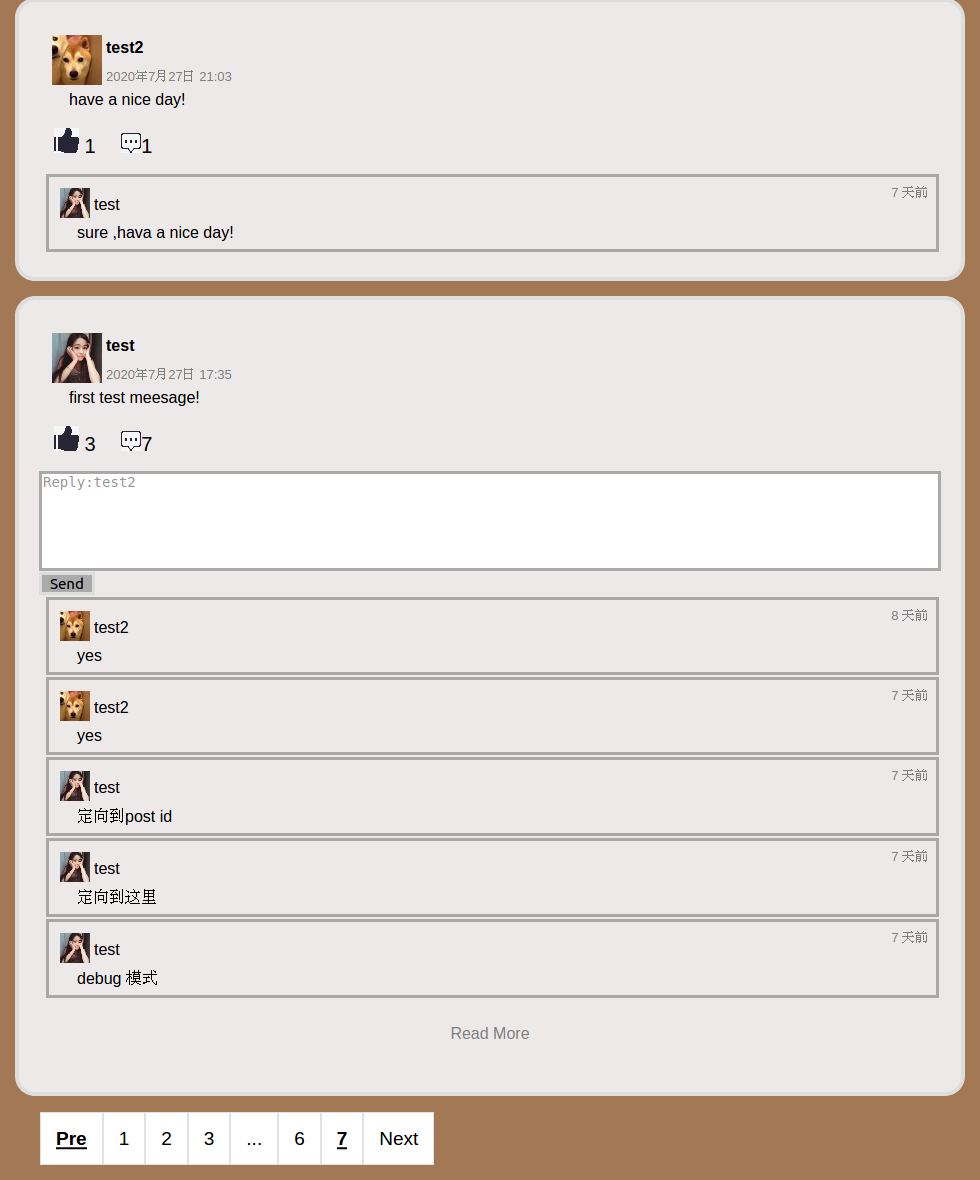 test2
2020年7月27日 21:03
have a nice day!
1 1
test 7 天前
sure ,hava a nice day!
test
2020年7月27日 17:35
first test meesage!
3 7
Reply:test2
Send
test2 8 天前
yes
test2 7 天前
yes
test 7 天前
定向到post id
test 7 天前
定向到这里
test 7 天前
debug 模式
Read More
Pre 1 2 3 ... 6 7 Next